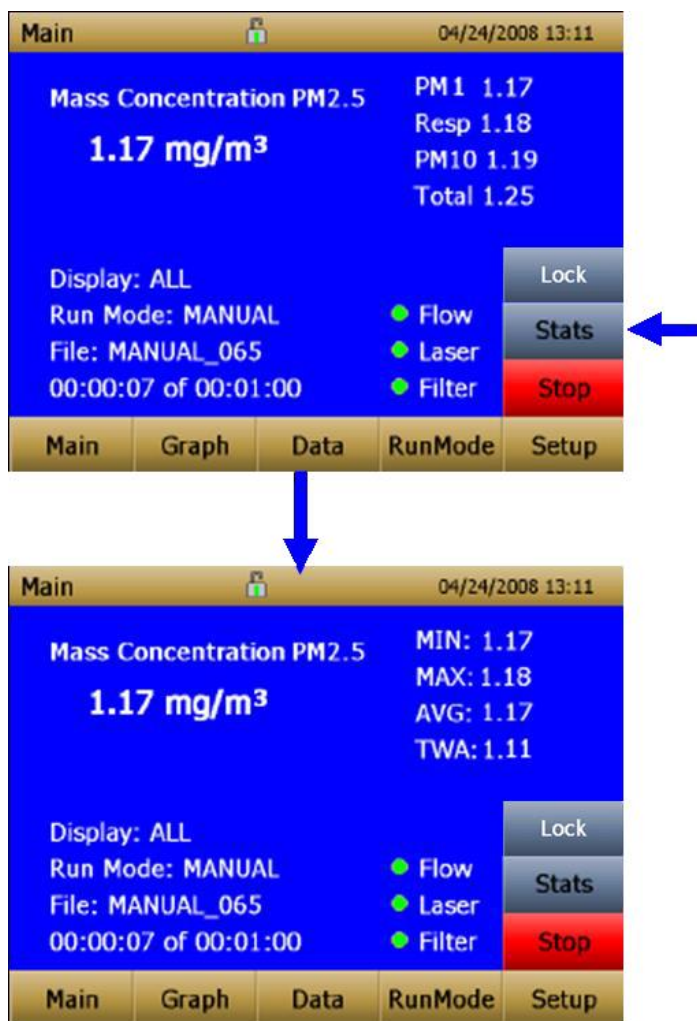 Main 04/24/2008 13:11
Mass Concentration PM2.5
1.17 mg/m³
PM1 1.17
Resp 1.18
PM10 1.19
Total 1.25
Display: ALL
Run Mode: MANUAL
File: MANUAL_065
00:00:07 of 00:01:00
Flow
Laser
Filter
Lock
Stats
Stop
Main Graph Data RunMode Setup
Main 04/24/2008 13:11
Mass Concentration PM2.5
1.17 mg/m³
MIN: 1.17
MAX: 1.18
AVG: 1.17
TWA: 1.11
Display: ALL
Run Mode: MANUAL
File: MANUAL_065
00:00:07 of 00:01:00
Flow
Laser
Filter
Lock
Stats
Stop
Main Graph Data RunMode Setup